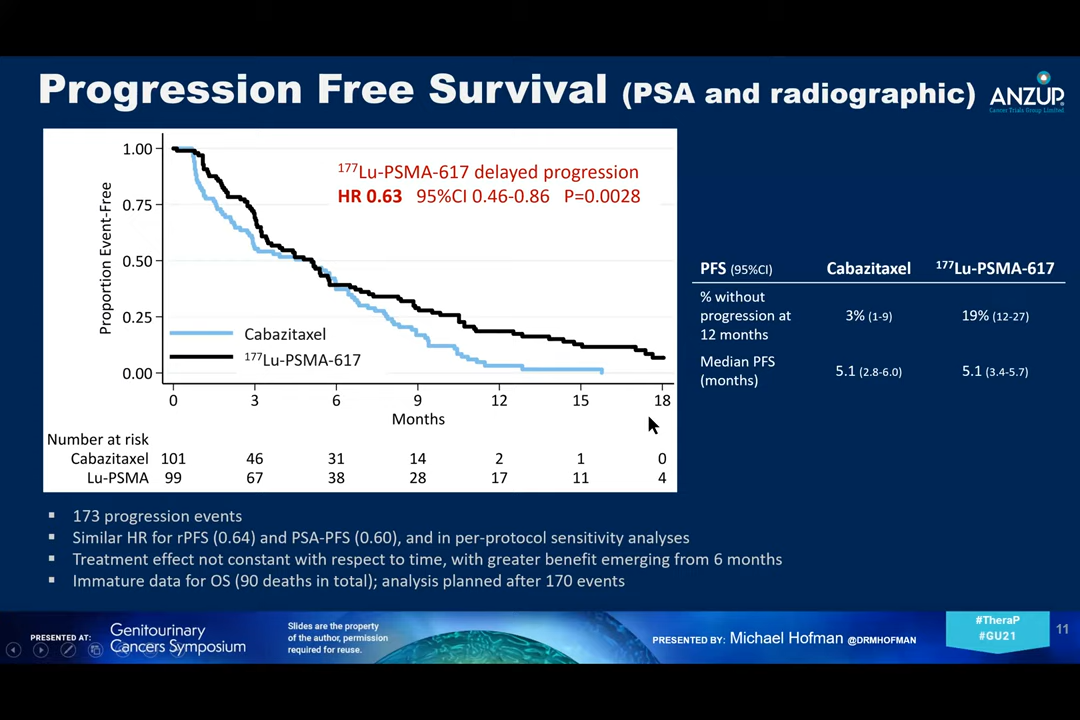 Progression Free Survival (PSA and radiographic)
ANZUP
Cancer Trials Group Limited
177Lu-PSMA-617 delayed progression
HR 0.63 95%CI 0.46-0.86 P=0.0028
Proportion Event-Free
1.00
0.75
0.50
0.25
0.00
Cabazitaxel
177Lu-PSMA-617
0 3 6 9 12 15 18
Months
Number at risk
Cabazitaxel 101 46 31 14 2 1 0
Lu-PSMA 99 67 38 28 17 11 4
PFS (95%CI) Cabazitaxel 177Lu-PSMA-617
% without
progression at 3% (1-9) 19% (12-27)
12 months
Median PFS
(months) 5.1 (2.8-6.0) 5.1 (3.4-5.7)
▪ 173 progression events
▪ Similar HR for rPFS (0.64) and PSA-PFS (0.60), and in per-protocol sensitivity analyses
▪ Treatment effect not constant with respect to time, with greater benefit emerging from 6 months
▪ Immature data for OS (90 deaths in total); analysis planned after 170 events
PRESENTED AT:
Genitourinary
Cancers Symposium
Slides are the property
of the author, permission
required for reuse.
PRESENTED BY: Michael Hofman @DRMHOFMAN
#TheraP
#GU21
11